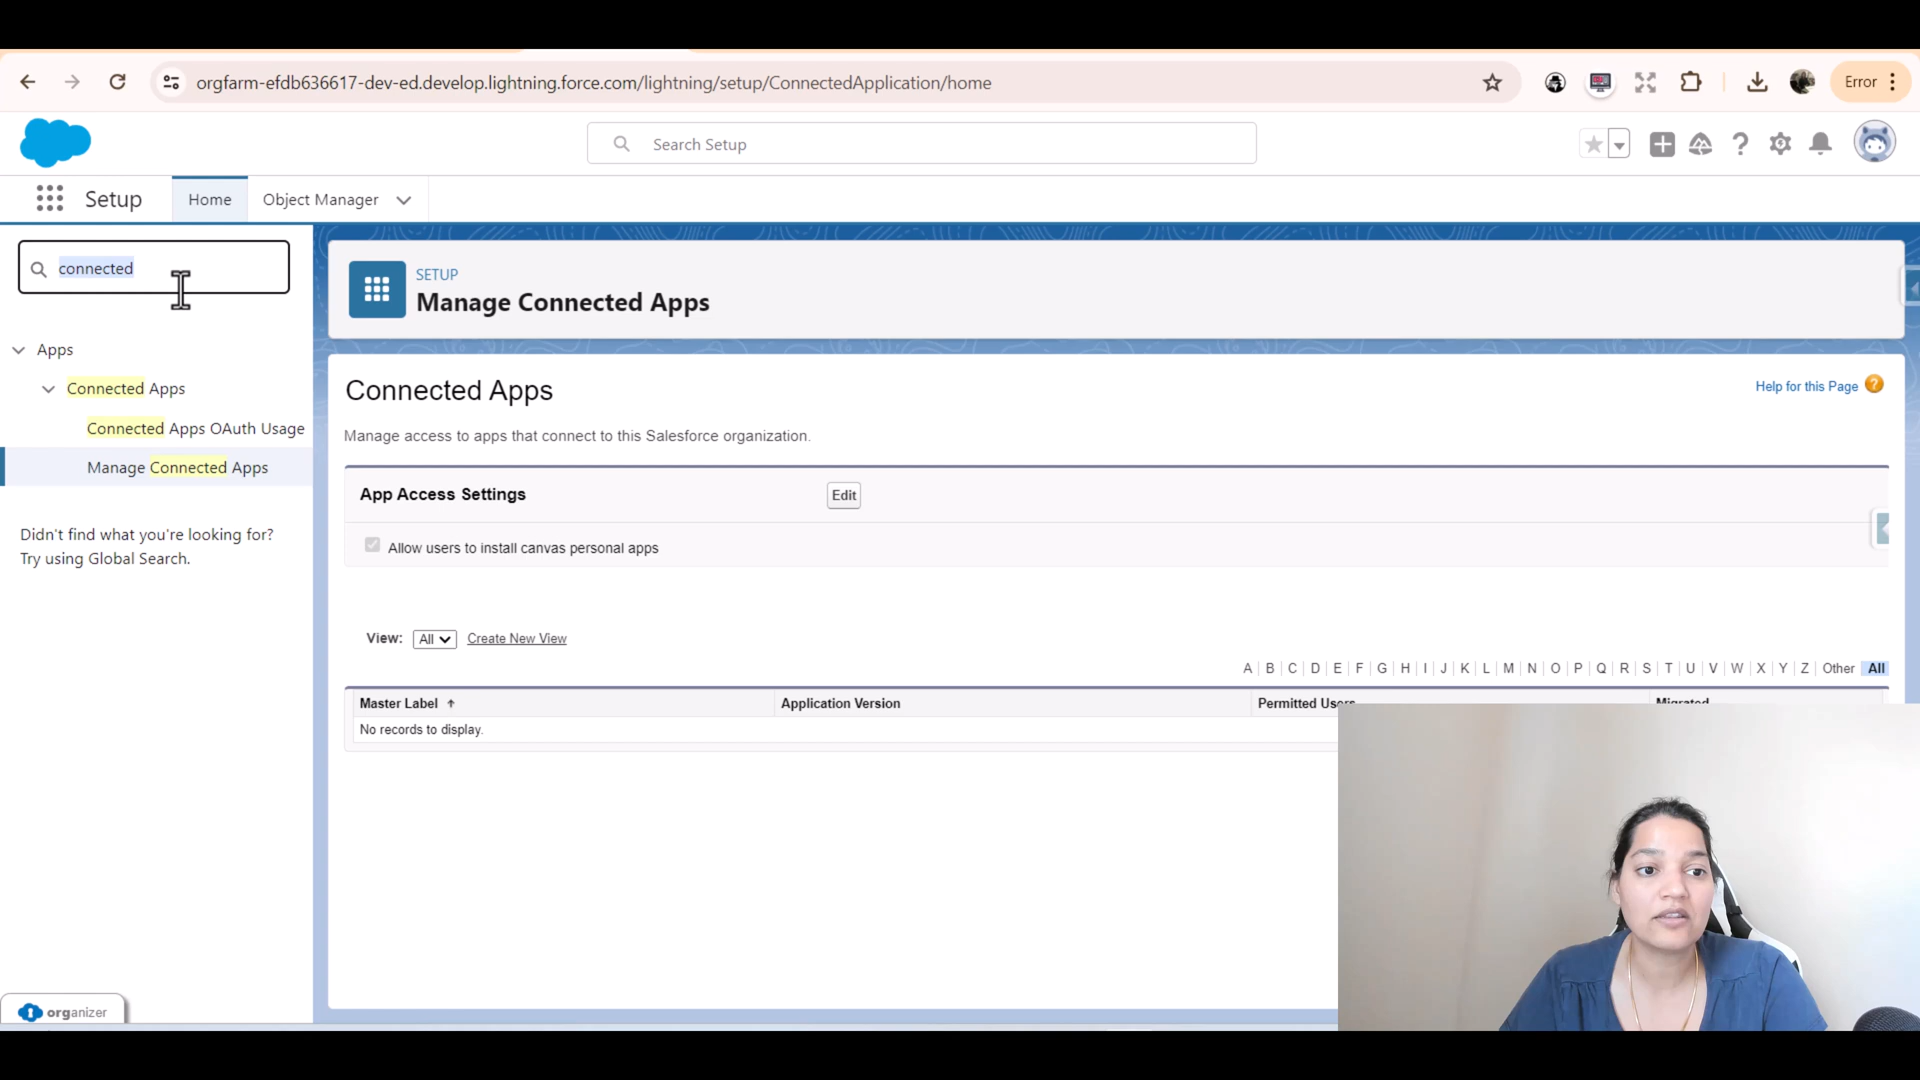 orgfarm-efdb636617-dev-ed.develop.lightning.force.com/lightning/setup/ConnectedApplication/home
Error
Search Setup
Setup
Home
Object Manager
connected
Apps
Connected Apps
Connected Apps OAuth Usage
Manage Connected Apps
Didn't find what you're looking for?
Try using Global Search.
SETUP
Manage Connected Apps
Connected Apps
Help for this Page ?
Manage access to apps that connect to this Salesforce organization.
App Access Settings
Edit
Allow users to install canvas personal apps
View: All Create New View
A | B | C | D | E | F | G | H | I | J | K | L | M | N | O | P | Q | R | S | T | U | V | W | X | Y | Z | Other All
Master Label Application Version Permitted Users Migrated
No records to display.
organizer